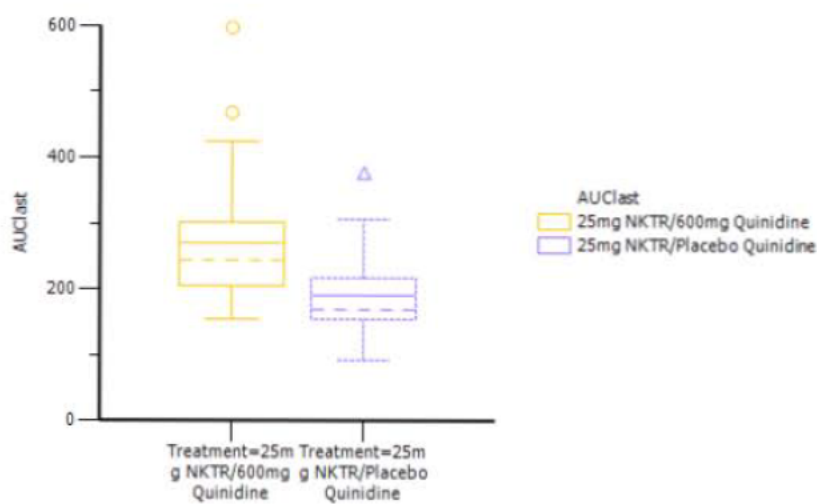 600
400
200
0
AUClast
Treatment=25m
g NKTR/600mg
Quinidine
Treatment=25m
g NKTR/Placebo
Quinidine
AUClast
25mg NKTR/600mg Quinidine
25mg NKTR/Placebo Quinidine